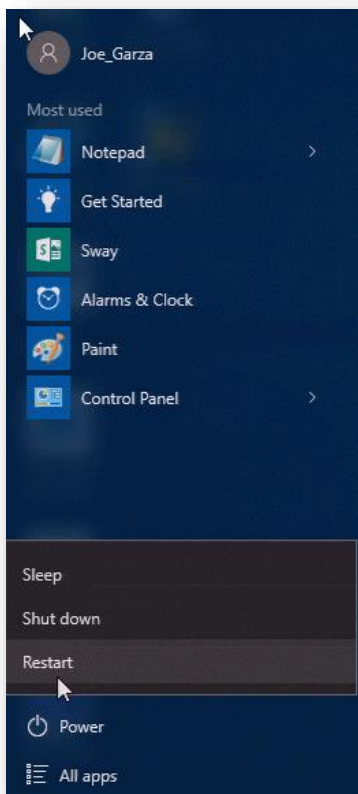 Joe_Garza
Most used
Notepad
Get Started
Sway
Alarms & Clock
Paint
Control Panel
Sleep
Shut down
Restart
Power
All apps